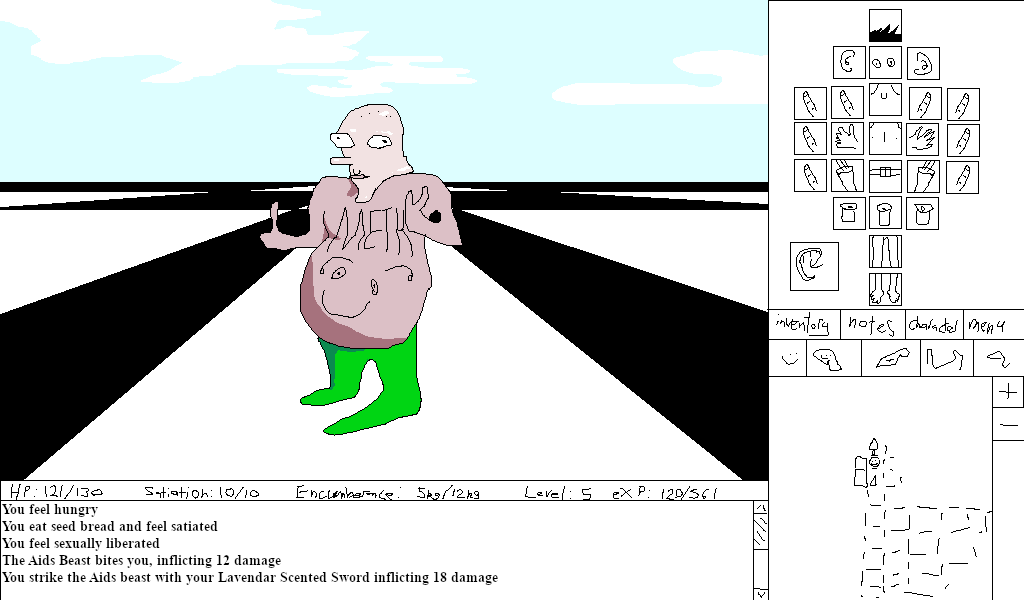 inventory notes character menu
HP: 121/130 Satiation: 10/10 Encumberance: 5kg/12kg Level: 5 eXP: 120/561
You feel hungry
You eat seed bread and feel satiated
You feel sexually liberated
The Aids Beast bites you, inflicting 12 damage
You strike the Aids beast with your Lavendar Scented Sword inflicting 18 damage